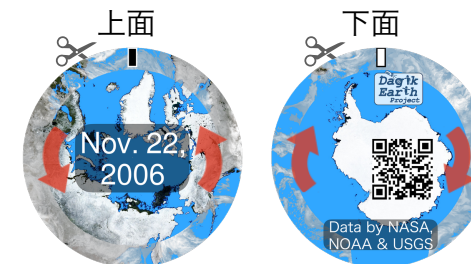 上面
下面
Nov. 22,
2006
Dagik
Earth
Project
Data by NASA,
NOAA & USGS